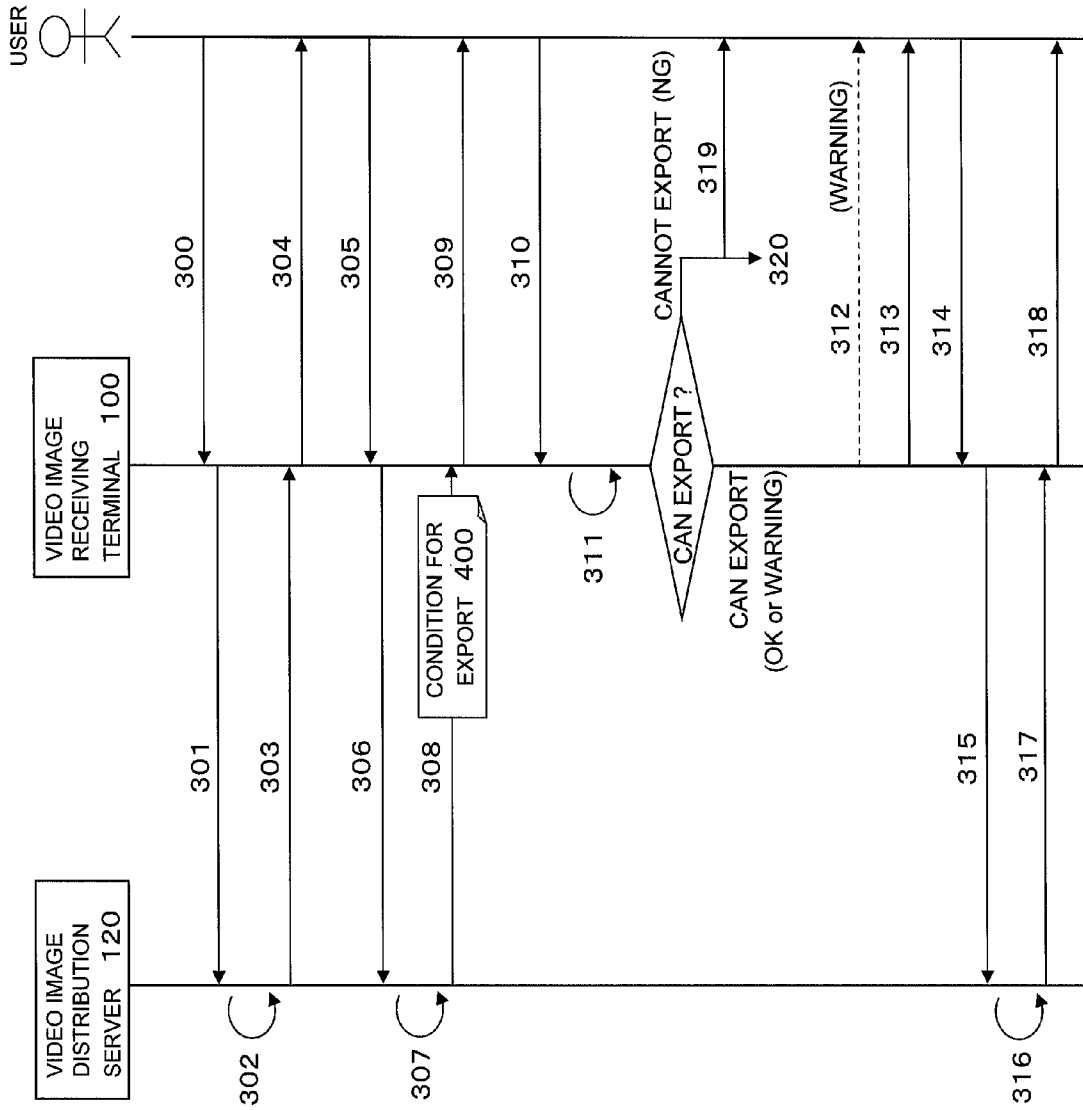 USER
VIDEO IMAGE
RECEIVING
TERMINAL 100
VIDEO IMAGE
DISTRIBUTION
SERVER 120
300
301
302
303
304
305
306
307
308
CONDITION FOR
EXPORT 400
309
310
311
CAN EXPORT ?
CANNOT EXPORT (NG)
319
320
CAN EXPORT
(OK or WARNING)
312
(WARNING)
313
314
315
316
317
318